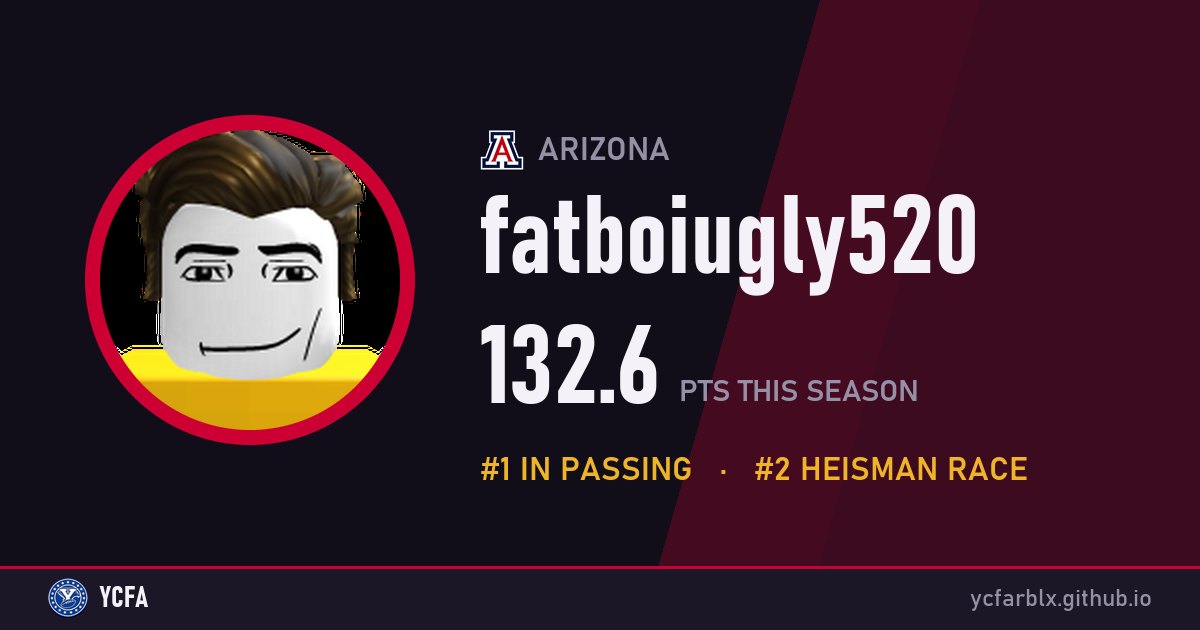 A ARIZONA
fatboiugly520
132.6 PTS THIS SEASON
#1 IN PASSING · #2 HEISMAN RACE
Y YCFA
ycfarblx.github.io